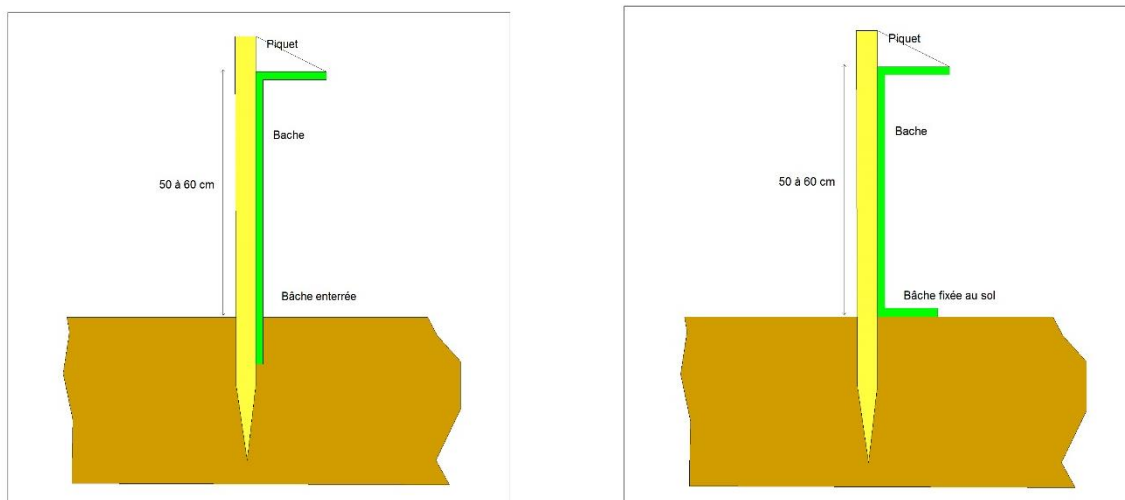 Piquet
Bache
50 à 60 cm
Bâche enterrée
Piquet
Bache
50 à 60 cm
Bâche fixée au sol